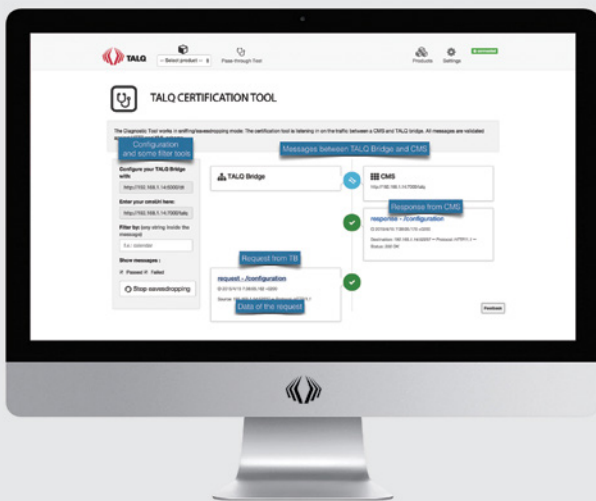 TALQ
-- Select product --
Pass-through Tool
Products
Settings
connected
TALQ CERTIFICATION TOOL
The Diagnostic Tool works in sniffing/eavesdropping mode. The certification tool is listening in on the traffic between a CMS and TALQ bridge. All messages are validated
Configuration
and some filter tools
Messages between TALQ Bridge and CMS
Configure your TALQ Bridge
with:
Enter your cmsUri here:
Filter by: (any string inside the
message)
f.e.: calendar
Show messages :
Passed
Failed
Stop eavesdropping
TALQ Bridge
CMS
Response from CMS
response - /configuration
Status: 200 OK
Request from TB
request - /configuration
Data of the request
Feedback